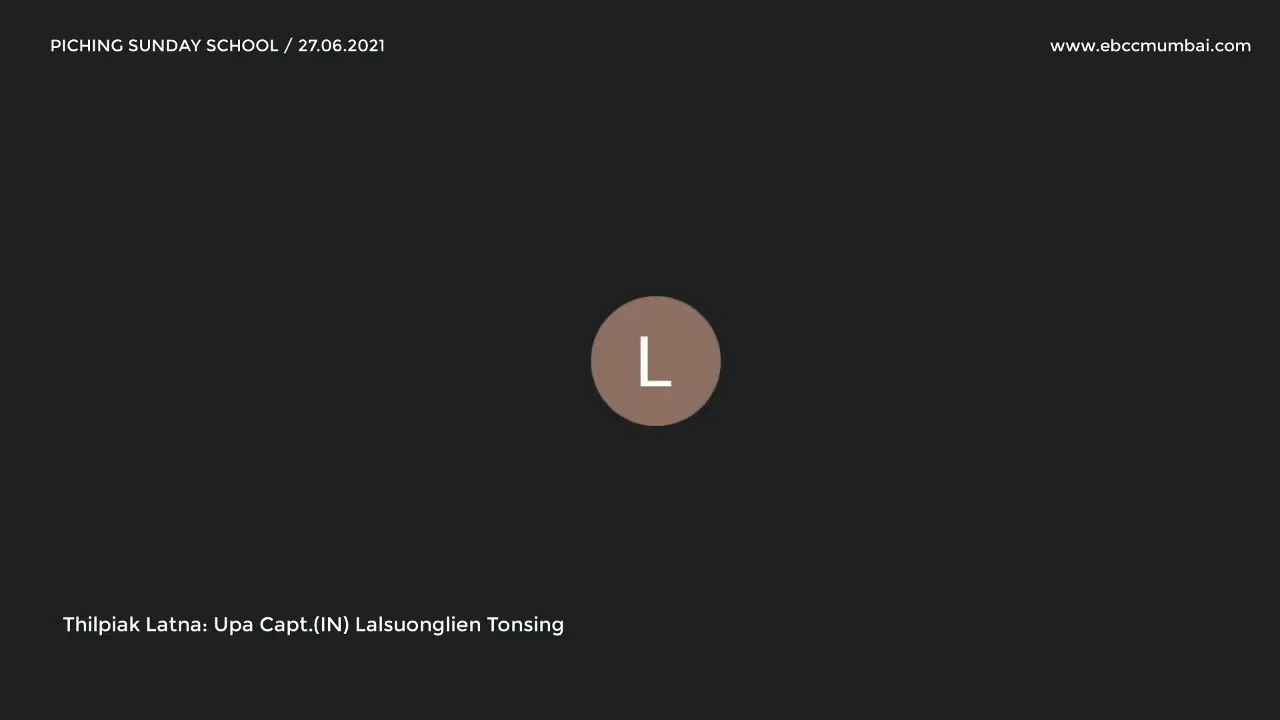 PICHING SUNDAY SCHOOL / 27.06.2021
www.ebccmumbai.com
L
Thilpiak Latna: Upa Capt.(IN) Lalsuonglien Tonsing